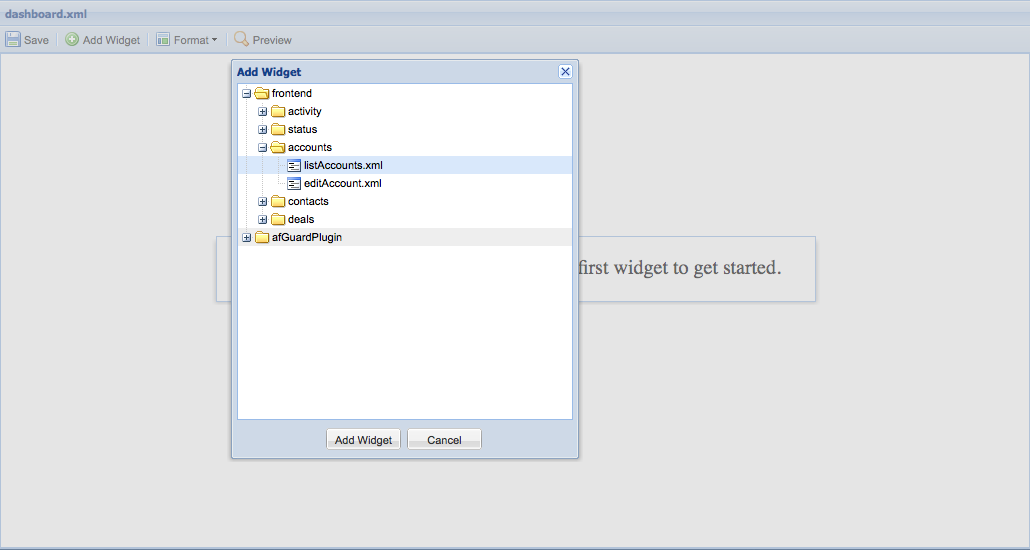 dashboard.xml
Save Add Widget Format Preview
Add Widget
frontend
activity
status
accounts
listAccounts.xml
editAccount.xml
contacts
deals
afGuardPlugin
first widget to get started.
Add Widget Cancel